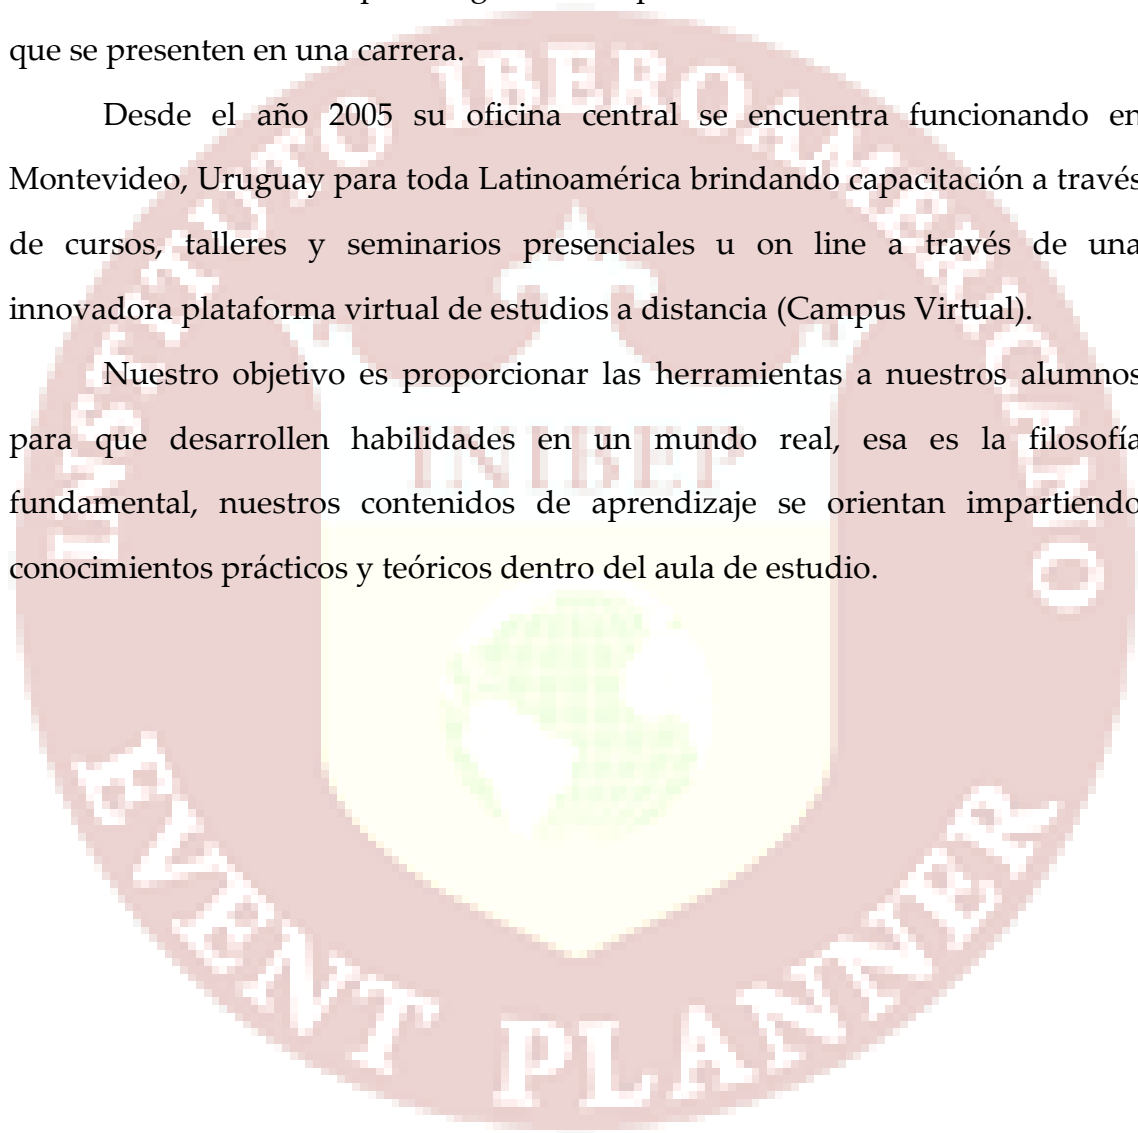 que se presenten en una carrera.
Desde el año 2005 su oficina central se encuentra funcionando en
Montevideo, Uruguay para toda Latinoamérica brindando capacitación a través
de cursos, talleres y seminarios presenciales u on line a través de una
innovadora plataforma virtual de estudios a distancia (Campus Virtual).
Nuestro objetivo es proporcionar las herramientas a nuestros alumnos
para que desarrollen habilidades en un mundo real, esa es la filosofía
fundamental, nuestros contenidos de aprendizaje se orientan impartiendo
conocimientos prácticos y teóricos dentro del aula de estudio.
INSTITUTO IBEROAMERICANO
INIBEP
EVENT PLANNER